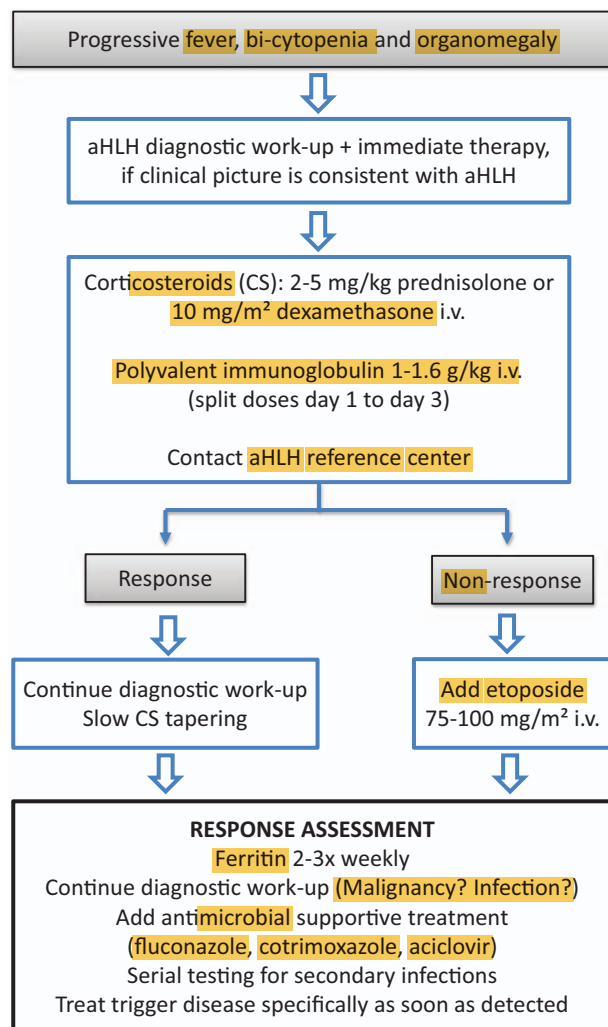 Progressive fever, bi-cytopenia and organomegaly
aHLH diagnostic work-up + immediate therapy,
if clinical picture is consistent with aHLH
Corticosteroids (CS): 2-5 mg/kg prednisolone or
10 mg/m² dexamethasone i.v.
Polyvalent immunoglobulin 1-1.6 g/kg i.v.
(split doses day 1 to day 3)
Contact aHLH reference center
Response
Non-response
Continue diagnostic work-up
Slow CS tapering
Add etoposide
75-100 mg/m² i.v.
RESPONSE ASSESSMENT
Ferritin 2-3x weekly
Continue diagnostic work-up (Malignancy? Infection?)
Add antimicrobial supportive treatment
(fluconazole, cotrimoxazole, aciclovir)
Serial testing for secondary infections
Treat trigger disease specifically as soon as detected